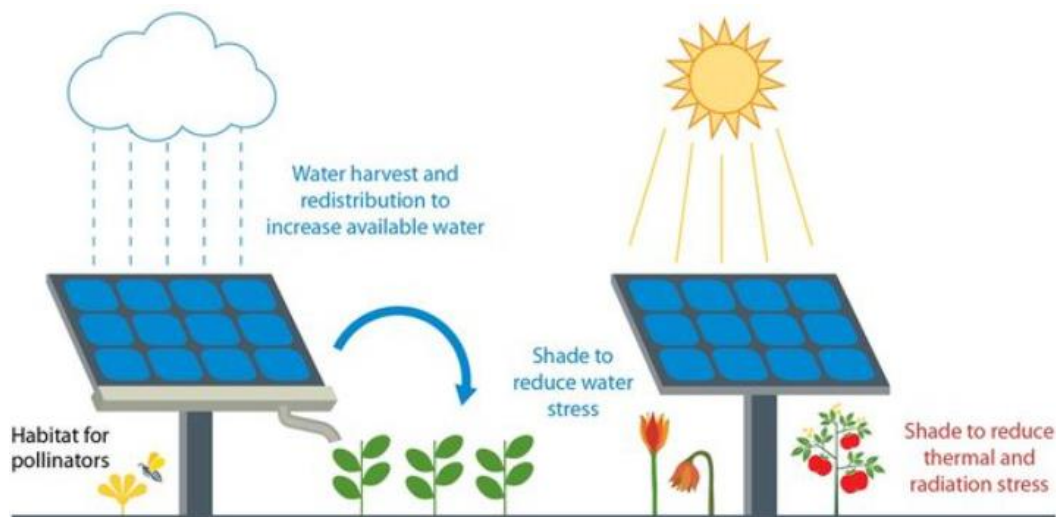 Water harvest and
redistribution to
increase available water
Shade to
reduce water
stress
Habitat for
pollinators
Shade to reduce
thermal and
radiation stress